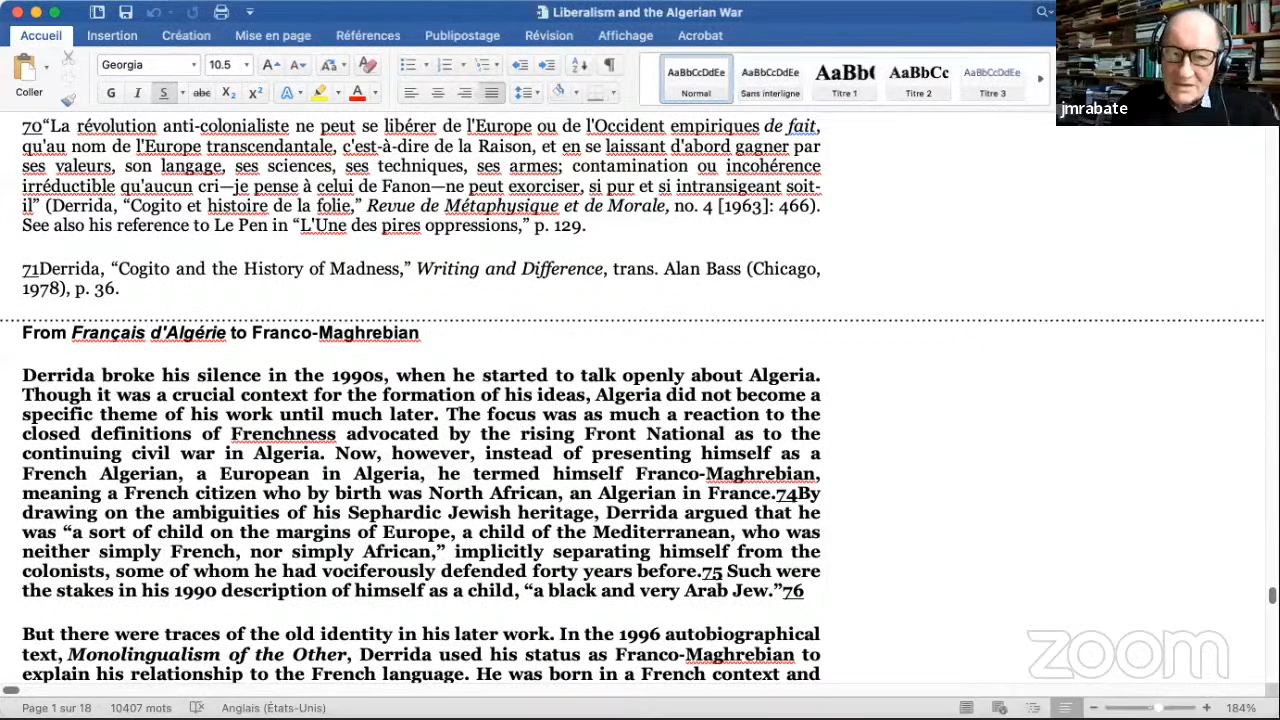 Liberalism and the Algerian War
Accueil Insertion Création Mise en page Références Publipostage Révision Affichage Acrobat
Coller
Georgia 10.5 A A Aa A
G I S abc X₂ X² A A
AaBbCcDdEe AaBbCcDdEe AaBb( AaBbCc AaBbCcDdEe
Normal Sans interligne Titre 1 Titre 2 Titre 3
jmrabate
70“La révolution anti-colonialiste ne peut se libérer de l'Europe ou de l'Occident empiriques de fait,
qu'au nom de l'Europe transcendantale, c'est-à-dire de la Raison, et en se laissant d'abord gagner par
ses valeurs, son langage, ses sciences, ses techniques, ses armes; contamination ou incohérence
irréductible qu'aucun cri—je pense à celui de Fanon—ne peut exorciser, si pur et si intransigeant soit-
il” (Derrida, “Cogito et histoire de la folie,” Revue de Métaphysique et de Morale, no. 4 [1963]: 466).
See also his reference to Le Pen in “L'Une des pires oppressions,” p. 129.
71Derrida, “Cogito and the History of Madness,” Writing and Difference, trans. Alan Bass (Chicago,
1978), p. 36.
From Français d'Algérie to Franco-Maghrebian
Derrida broke his silence in the 1990s, when he started to talk openly about Algeria.
Though it was a crucial context for the formation of his ideas, Algeria did not become a
specific theme of his work until much later. The focus was as much a reaction to the
closed definitions of Frenchness advocated by the rising Front National as to the
continuing civil war in Algeria. Now, however, instead of presenting himself as a
French Algerian, a European in Algeria, he termed himself Franco-Maghrebian,
meaning a French citizen who by birth was North African, an Algerian in France.74By
drawing on the ambiguities of his Sephardic Jewish heritage, Derrida argued that he
was “a sort of child on the margins of Europe, a child of the Mediterranean, who was
neither simply French, nor simply African,” implicitly separating himself from the
colonists, some of whom he had vociferously defended forty years before.75 Such were
the stakes in his 1990 description of himself as a child, “a black and very Arab Jew.”76
But there were traces of the old identity in his later work. In the 1996 autobiographical
text, Monolingualism of the Other, Derrida used his status as Franco-Maghrebian to
explain his relationship to the French language. He was born in a French context and
zoom
Page 1 sur 18 10407 mots Anglais (États-Unis) 184%